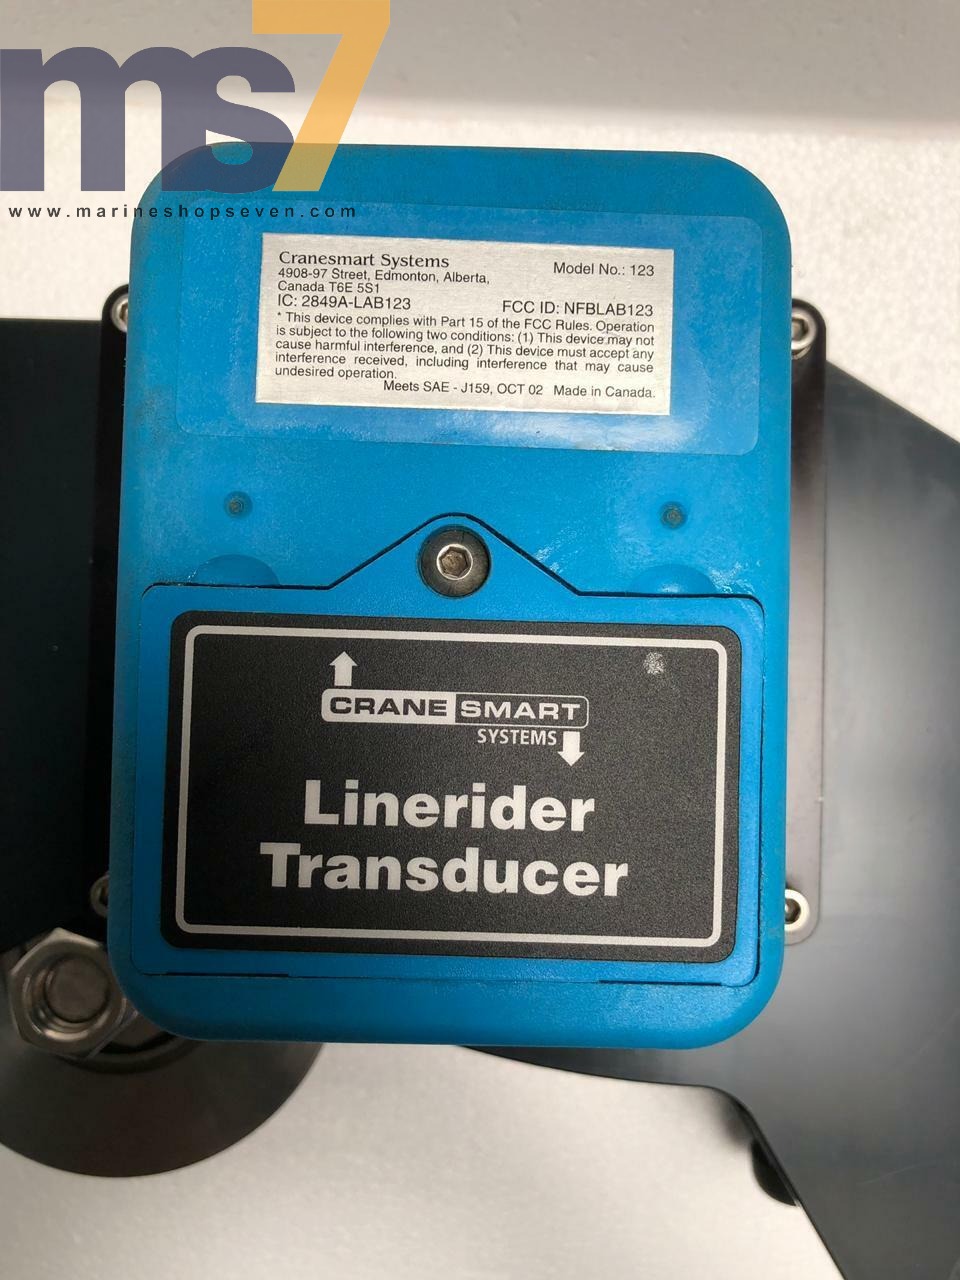 ms7
www.marineshopseven.com
Cranesmart Systems
4908-97 Street, Edmonton, Alberta,
Canada T6E 5S1
Model No.: 123
IC: 2849A-LAB123 FCC ID: NFBLAB123
* This device complies with Part 15 of the FCC Rules. Operation
is subject to the following two conditions: (1) This device may not
cause harmful interference, and (2) This device must accept any
interference received, including interference that may cause
undesired operation.
Meets SAE - J159, OCT 02 Made in Canada.
CRANE SMART
SYSTEMS
Linerider
Transducer